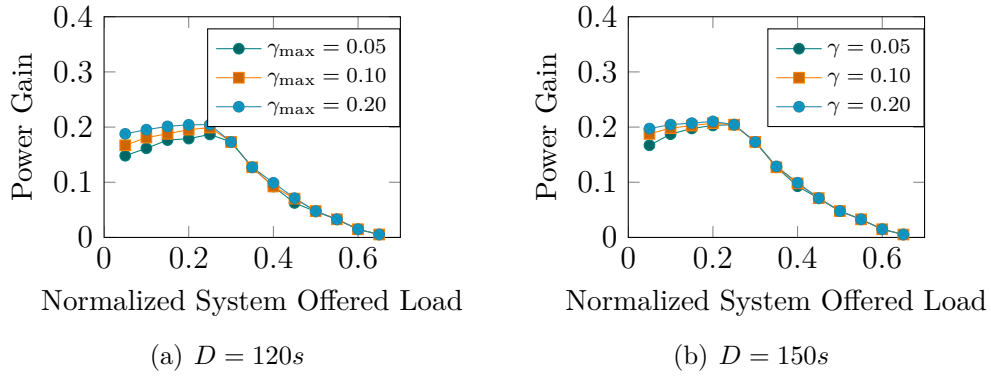 0.4
0.3
0.2
0.1
0
0
0.2
0.4
0.6
Power Gain
Normalized System Offered Load
γmax = 0.05
γmax = 0.10
γmax = 0.20
(a) D = 120s
0.4
0.3
0.2
0.1
0
0
0.2
0.4
0.6
Power Gain
Normalized System Offered Load
γ = 0.05
γ = 0.10
γ = 0.20
(b) D = 150s